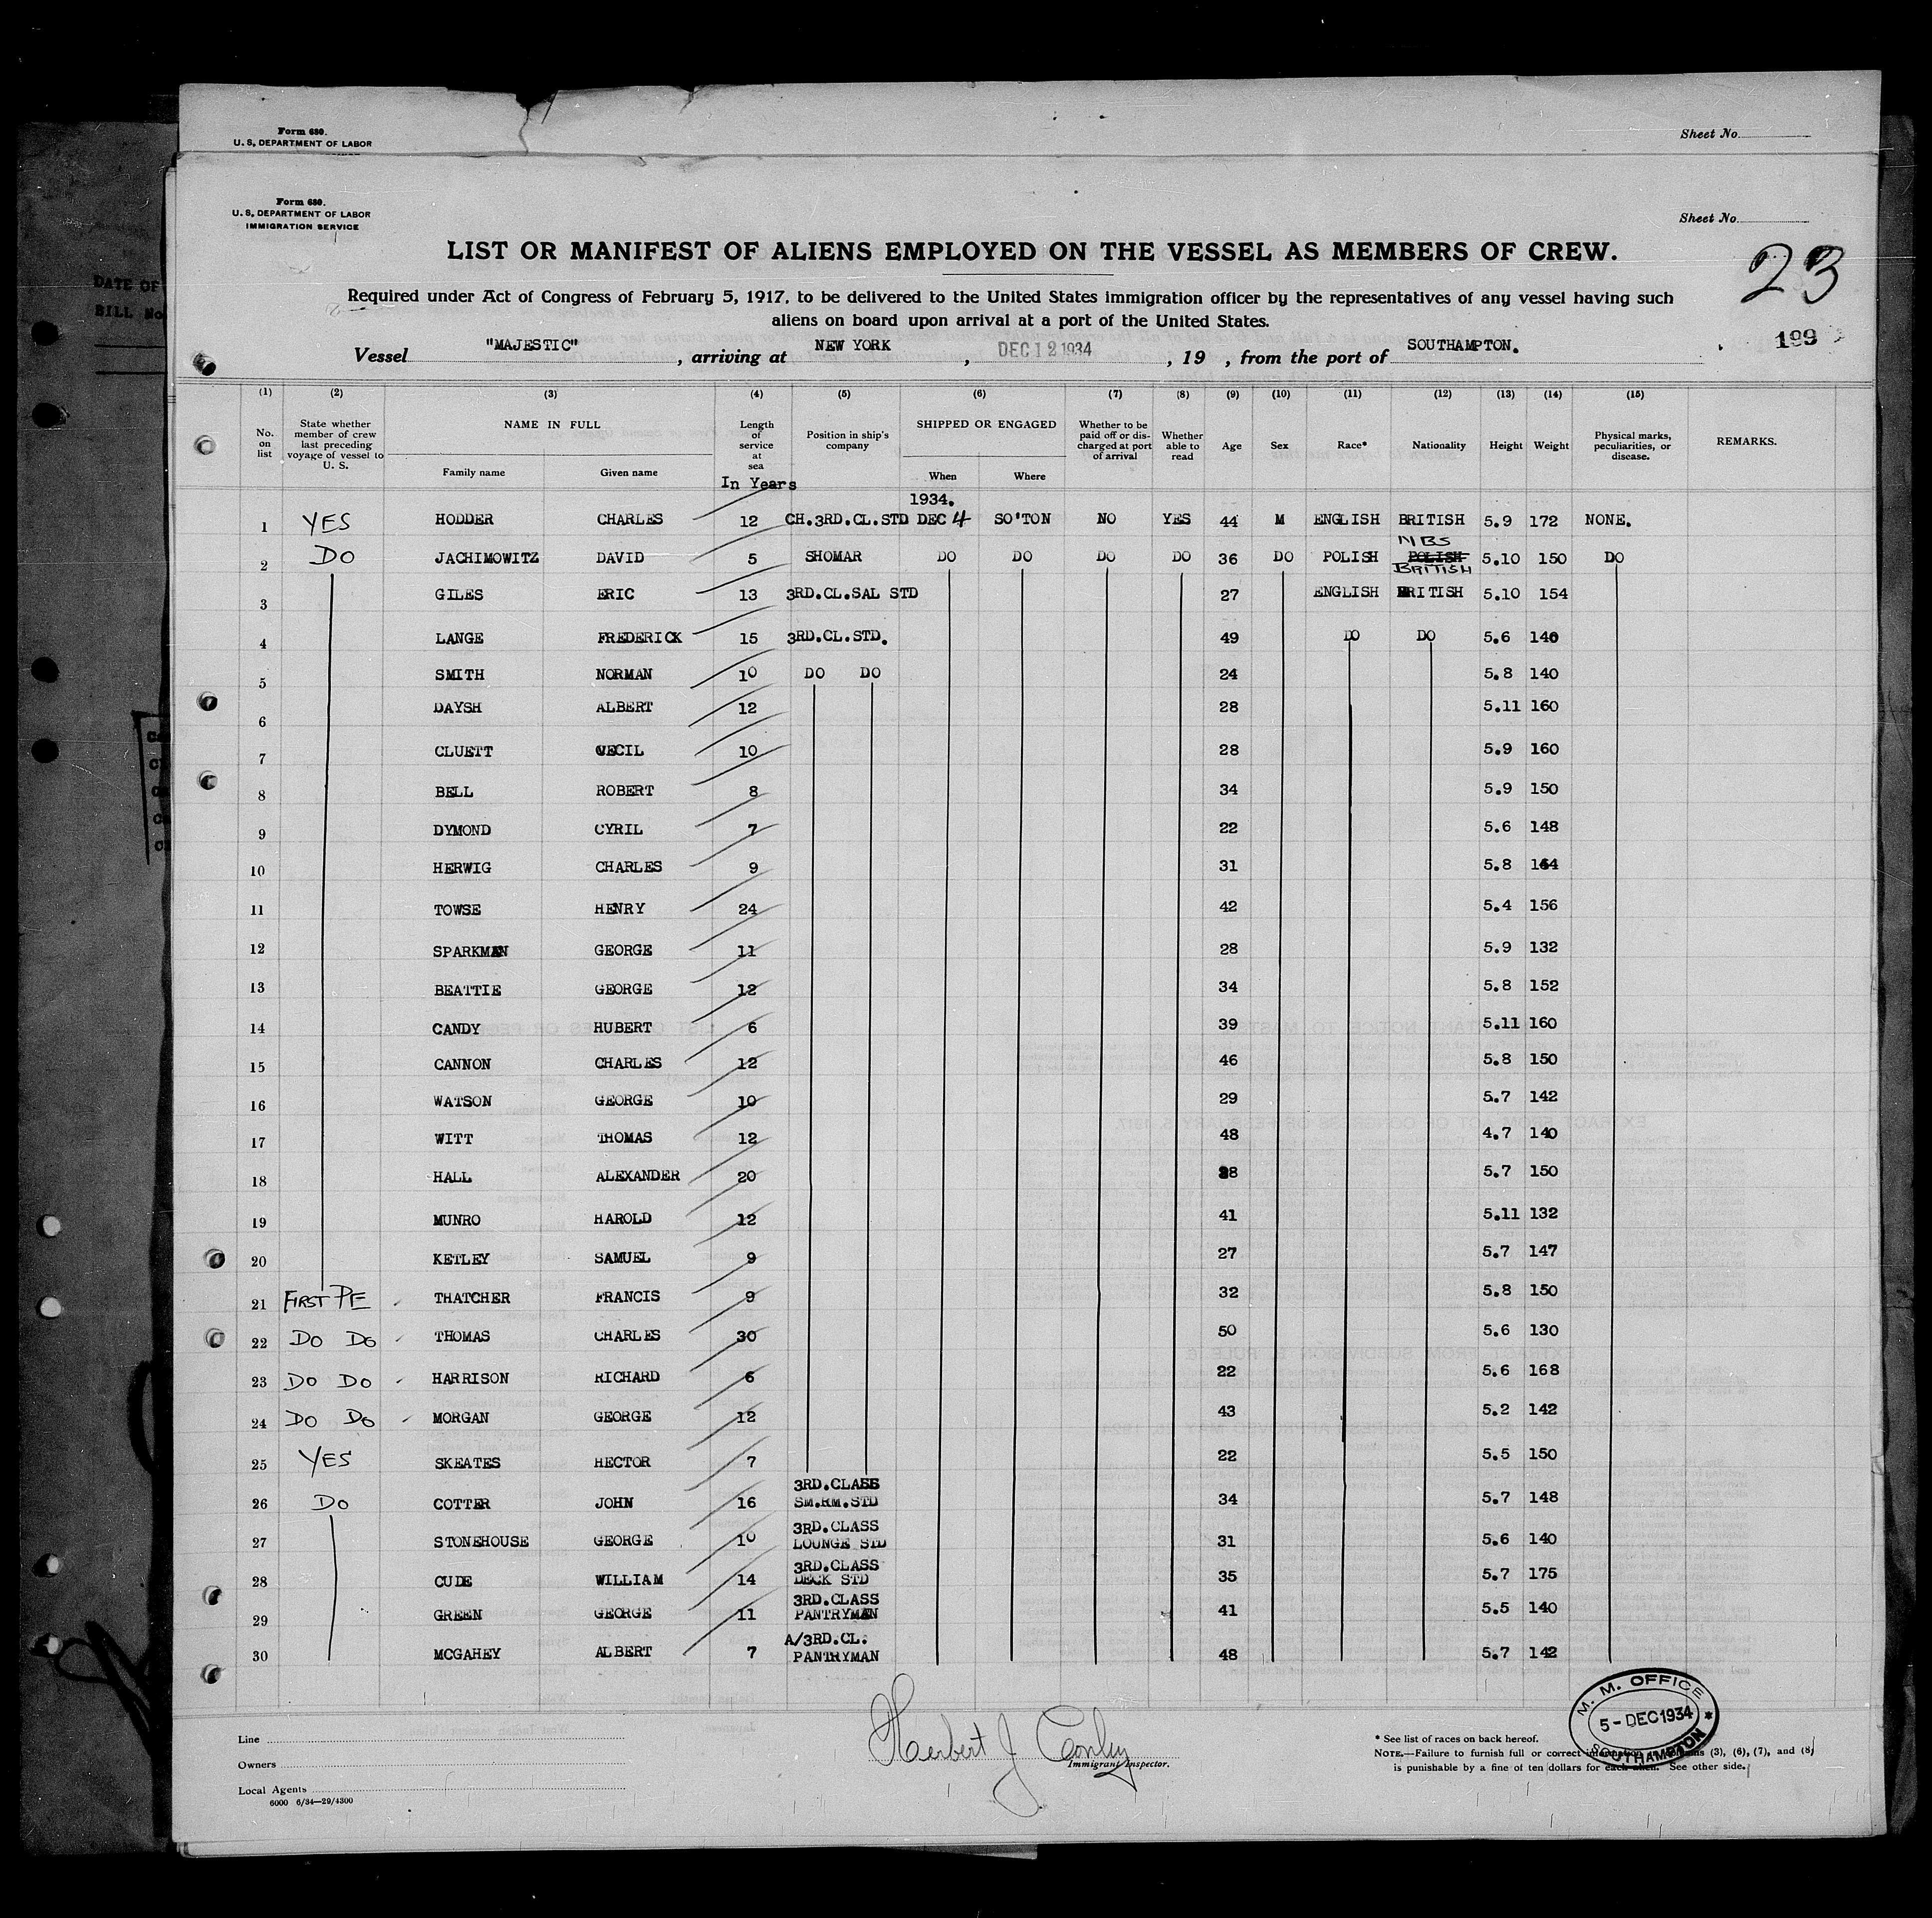 Form 680.
U. S. DEPARTMENT OF LABOR
Sheet No.
Form 680.
U. S. DEPARTMENT OF LABOR
IMMIGRATION SERVICE
Sheet No.
LIST OR MANIFEST OF ALIENS EMPLOYED ON THE VESSEL AS MEMBERS OF CREW.
23
Required under Act of Congress of February 5, 1917, to be delivered to the United States immigration officer by the representatives of any vessel having such
aliens on board upon arrival at a port of the United States.
199
Vessel "MAJESTIC" , arriving at NEW YORK , DEC 12 1934 , 19 , from the port of SOUTHAMPTON.
DATE OF
BILL No
(1) (2) (3) (4) (5) (6) (7) (8) (9) (10) (11) (12) (13) (14) (15)
No. on list
State whether member of crew last preceding voyage of vessel to U. S.
NAME IN FULL
Family name Given name
Length of service at sea
In Years
Position in ship's company
SHIPPED OR ENGAGED
When Where
Whether to be paid off or discharged at port of arrival
Whether able to read
Age Sex Race* Nationality Height Weight
Physical marks, peculiarities, or disease.
REMARKS.
1934.
1 YES HODDER CHARLES 12 CH.3RD.CL.STD DEC 4 SO'TON NO YES 44 M ENGLISH BRITISH 5.9 172 NONE.
2 DO JACHIMOWITZ DAVID 5 SHOMAR DO DO DO DO 36 DO POLISH POLISH BRITISH 5.10 150 DO
3 GILES ERIC 13 3RD.CL.SAL STD 27 ENGLISH BRITISH 5.10 154
4 LANGE FREDERICK 15 3RD.CL.STD. 49 DO DO 5.6 140
5 SMITH NORMAN 10 DO DO 24 5.8 140
6 DAYSH ALBERT 12 28 5.11 160
7 CLUETT CECIL 10 28 5.9 160
8 BELL ROBERT 8 34 5.9 150
9 DYMOND CYRIL 7 22 5.6 148
10 HERWIG CHARLES 9 31 5.8
11 TOWSE HENRY 24 42 5.4 156
12 SPARKMAN GEORGE 11 28 5.9 132
13 BEATTIE GEORGE 12 34 5.8 152
14 CANDY HUBERT 6 39 5.11 160
15 CANNON CHARLES 12 46 5.8 150
16 WATSON GEORGE 10 29 5.7 142
17 WITT THOMAS 12 48 4.7 140
18 HALL ALEXANDER 20 5.7 150
19 MUNRO HAROLD 12 41 5.11 132
20 KETLEY SAMUEL 9 27 5.7 147
21 FIRST THATCHER FRANCIS 9 32 5.8 150
22 DO DO THOMAS CHARLES 30 50 5.6 130
23 DO DO HARRISON RICHARD 6 22 5.6 168
24 DO DO MORGAN GEORGE 12 43 5.2 142
25 YES SKEATES HECTOR 7 22 5.5 150
26 DO COTTER JOHN 16 3RD.CLASS SM.RM.STD 34 5.7 148
27 STONEHOUSE GEORGE 10 3RD.CLASS LOUNGE STD 31 5.6 140
28 CUDE WILLIAM 14 3RD.CLASS DECK STD 35 5.7 175
29 GREEN GEORGE 11 3RD.CLASS PANTRYMAN 41 5.5 140
30 MCGAHEY ALBERT 7 A/3RD.CL. PANTRYMAN 48 5.7 142
Line
Owners
Local Agents
6000 6/34—29/4300
Herbert J Conley
Immigrant Inspector.
* See list of races on back hereof.
NOTE.—Failure to furnish full or correct information (3), (6), (7), and (8)
is punishable by a fine of ten dollars for each alien. See other side.
M. M. OFFICE
5 - DEC 1934
SOUTHAMPTON